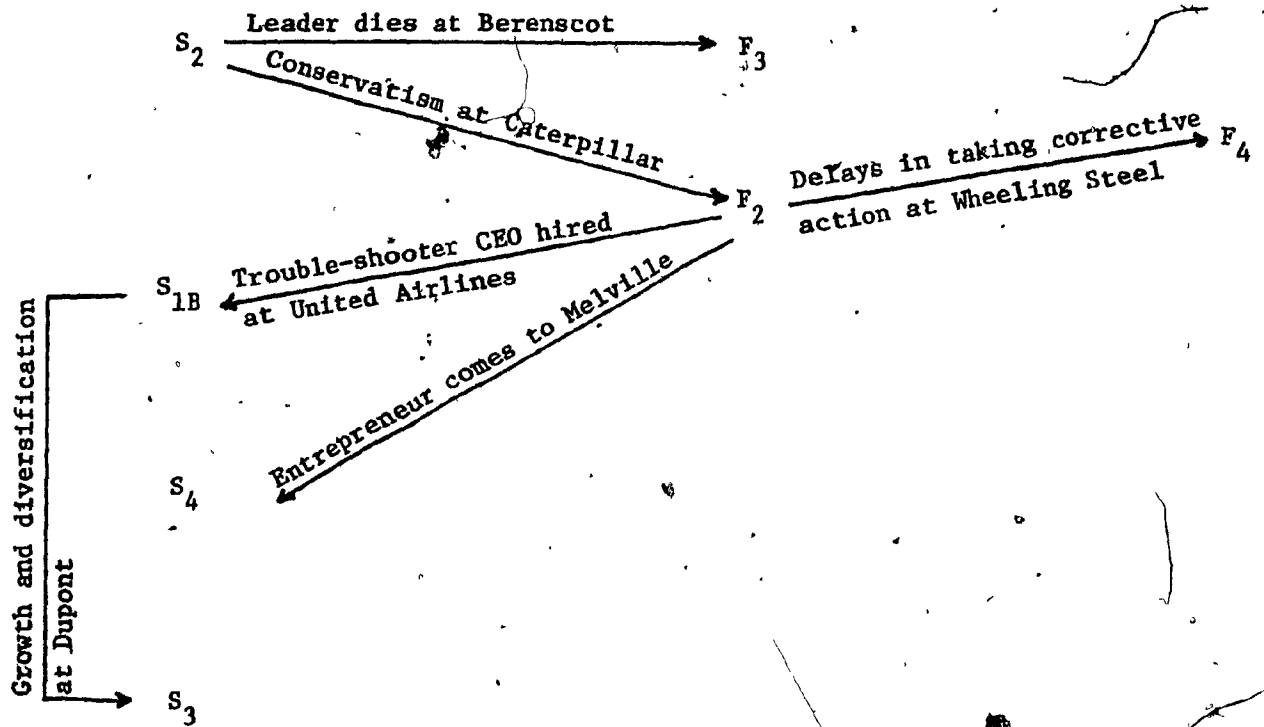 Leader dies at Berenscot
S2
F3
Conservatism at Caterpillar
Delays in taking corrective
F4
F2
action at Wheeling Steel
Trouble-shooter CEO hired
S1B
at United Airlines
Entrepreneur comes to Melville
S4
Growth and diversification
at Dupont
S3